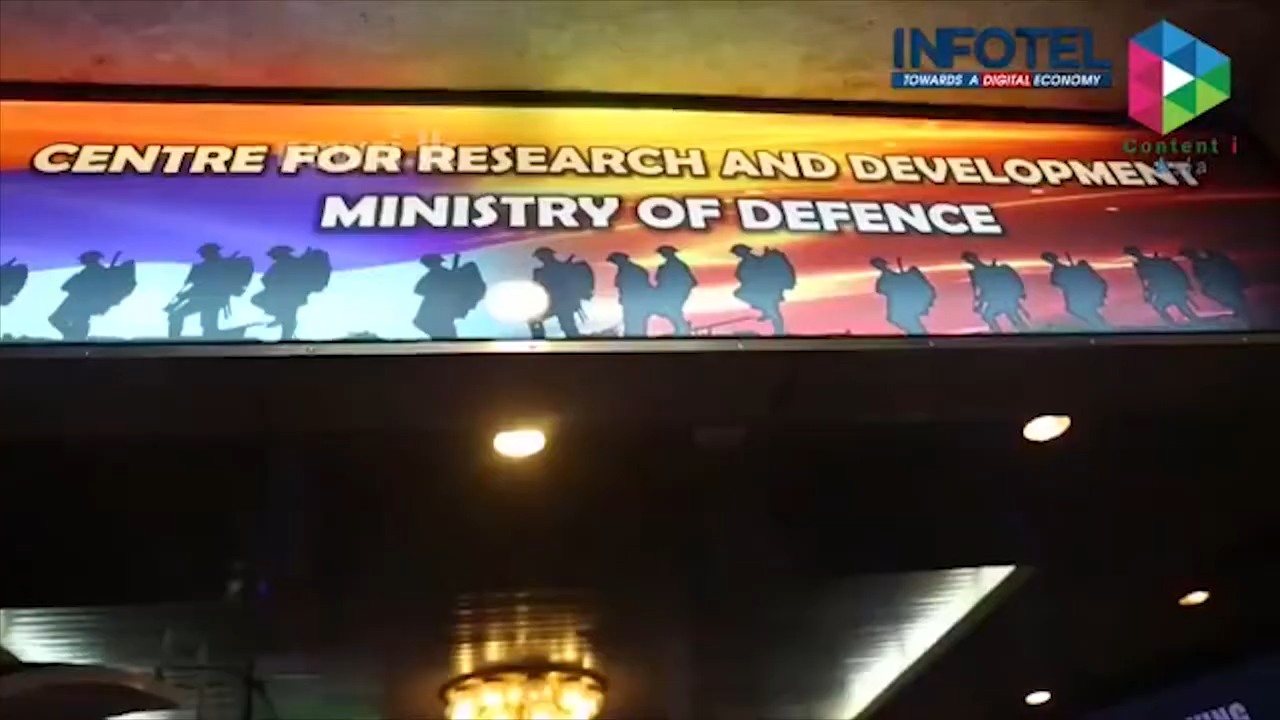 INFOTEL
TOWARDS A DIGITAL ECONOMY
Content i
CENTRE FOR RESEARCH AND DEVELOPMENT
MINISTRY OF DEFENCE